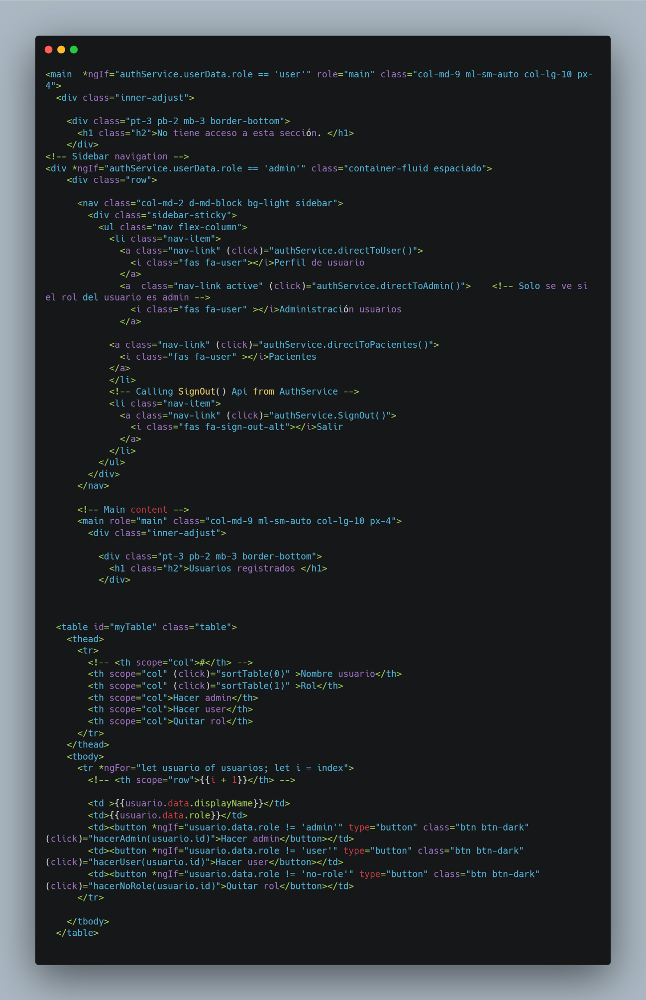 <main  *ngIf="authService.userData.role == 'user'" role="main" class="col-md-9 ml-sm-auto col-lg-10 px-
4">
  <div class="inner-adjust">

    <div class="pt-3 pb-2 mb-3 border-bottom">
      <h1 class="h2">No tiene acceso a esta sección. </h1>
    </div>
<!-- Sidebar navigation -->
<div *ngIf="authService.userData.role == 'admin'" class="container-fluid espaciado">
    <div class="row">

      <nav class="col-md-2 d-md-block bg-light sidebar">
        <div class="sidebar-sticky">
          <ul class="nav flex-column">
            <li class="nav-item">
              <a class="nav-link" (click)="authService.directToUser()">
                <i class="fas fa-user"></i>Perfil de usuario
              </a>
              <a  class="nav-link active" (click)="authService.directToAdmin()">    <!-- Solo se ve si
el rol del usuario es admin -->
                <i class="fas fa-user" ></i>Administración usuarios
              </a>

            <a class="nav-link" (click)="authService.directToPacientes()">
              <i class="fas fa-user" ></i>Pacientes
            </a>
            </li>
            <!-- Calling SignOut() Api from AuthService -->
            <li class="nav-item">
              <a class="nav-link" (click)="authService.SignOut()">
                <i class="fas fa-sign-out-alt"></i>Salir
              </a>
            </li>
          </ul>
        </div>
      </nav>

      <!-- Main content -->
      <main role="main" class="col-md-9 ml-sm-auto col-lg-10 px-4">
        <div class="inner-adjust">

          <div class="pt-3 pb-2 mb-3 border-bottom">
            <h1 class="h2">Usuarios registrados </h1>
          </div>



  <table id="myTable" class="table">
    <thead>
      <tr>
        <!-- <th scope="col">#</th> -->
        <th scope="col" (click)="sortTable(0)" >Nombre usuario</th>
        <th scope="col" (click)="sortTable(1)" >Rol</th>
        <th scope="col">Hacer admin</th>
        <th scope="col">Hacer user</th>
        <th scope="col">Quitar rol</th>
      </tr>
    </thead>
    <tbody>
      <tr *ngFor="let usuario of usuarios; let i = index">
        <!-- <th scope="row">{{i + 1}}</th> -->

        <td >{{usuario.data.displayName}}</td>
        <td>{{usuario.data.role}}</td>
        <td><button *ngIf="usuario.data.role != 'admin'" type="button" class="btn btn-dark"
(click)="hacerAdmin(usuario.id)">Hacer admin</button></td>
        <td><button *ngIf="usuario.data.role != 'user'" type="button" class="btn btn-dark"
(click)="hacerUser(usuario.id)">Hacer user</button></td>
        <td><button *ngIf="usuario.data.role != 'no-role'" type="button" class="btn btn-dark"
(click)="hacerNoRole(usuario.id)">Quitar rol</button></td>
      </tr>

    </tbody>
  </table>